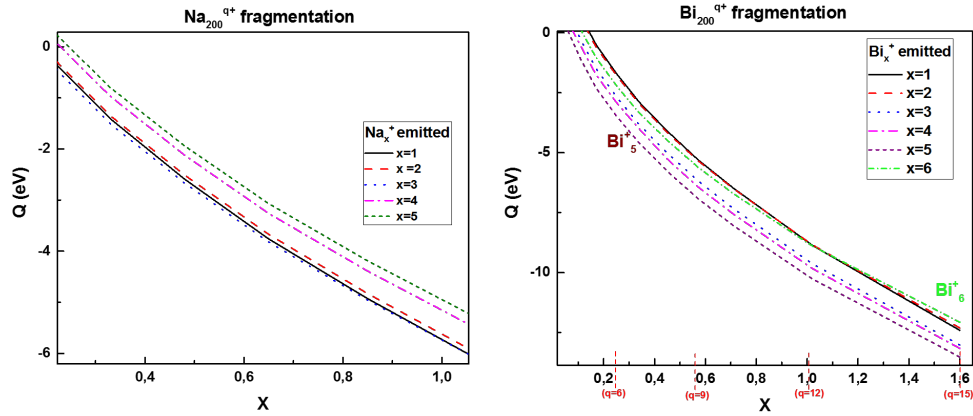 Na200q+ fragmentation
0
-2
-4
-6
Q (eV)
Nax+ emitted
x=1
x =2
x=3
x=4
x=5
0,4
0,6
0,8
1,0
X
Bi200q+ fragmentation
0
-5
-10
Q (eV)
Bix+ emitted
x=1
x=2
x=3
x=4
x=5
x=6
Bi+5
Bi+6
0,2
0,4
0,6
0,8
1,0
1,2
1,4
1,6
(q=6)
(q=9)
(q=12)
(q=15)
X